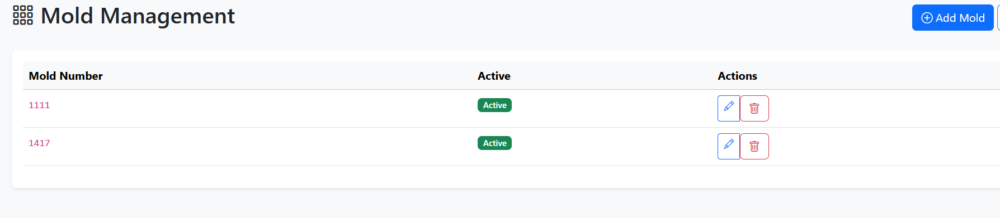 Mold Management
Add Mold
Mold Number Active Actions
1111 Active
1417 Active